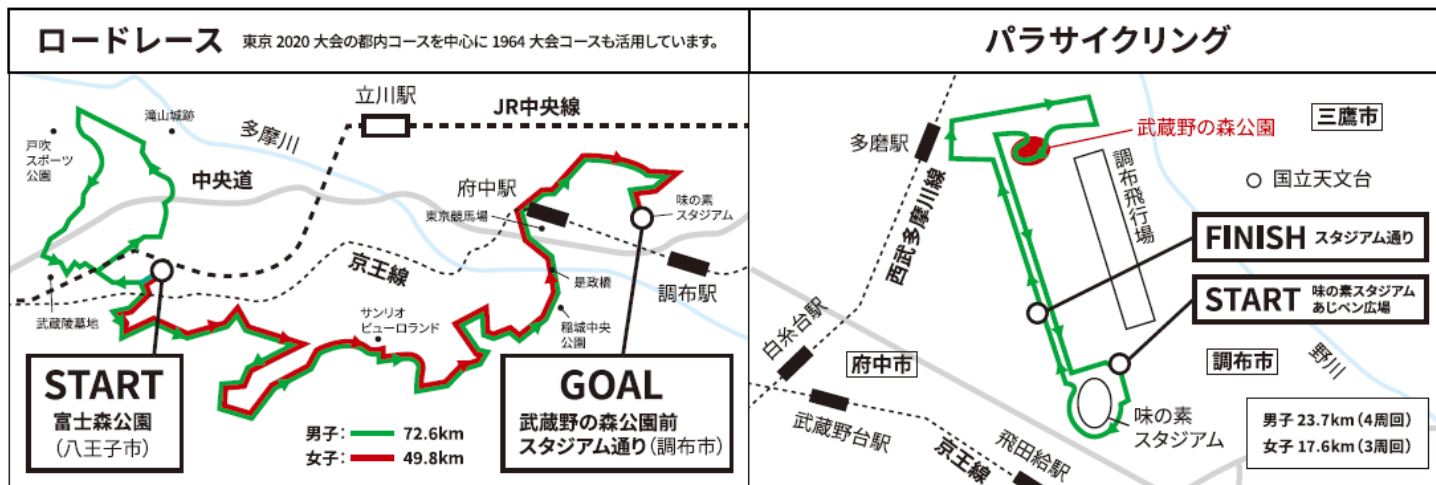 ロードレース 東京2020大会の都内コースを中心に1964大会コースも活用しています。
立川駅
JR中央線
滝山城跡
多摩川
戸吹
スポーツ
公園
中央道
府中駅
東京競馬場
味の素
スタジアム
京王線
是政橋
調布駅
武蔵陵墓地
サンリオ
ピューロランド
稲城中央
公園
START
富士森公園
(八王子市)
GOAL
武蔵野の森公園前
スタジアム通り(調布市)
男子: 72.6km
女子: 49.8km
パラサイクリング
多磨駅
武蔵野の森公園
三鷹市
国立天文台
調布飛行場
西武多摩川線
FINISH スタジアム通り
START 味の素スタジアム
あじペン広場
白糸台駅
府中市
調布市
野川
武蔵野台駅
味の素
スタジアム
飛田給駅
京王線
男子 23.7km(4周回)
女子 17.6km(3周回)